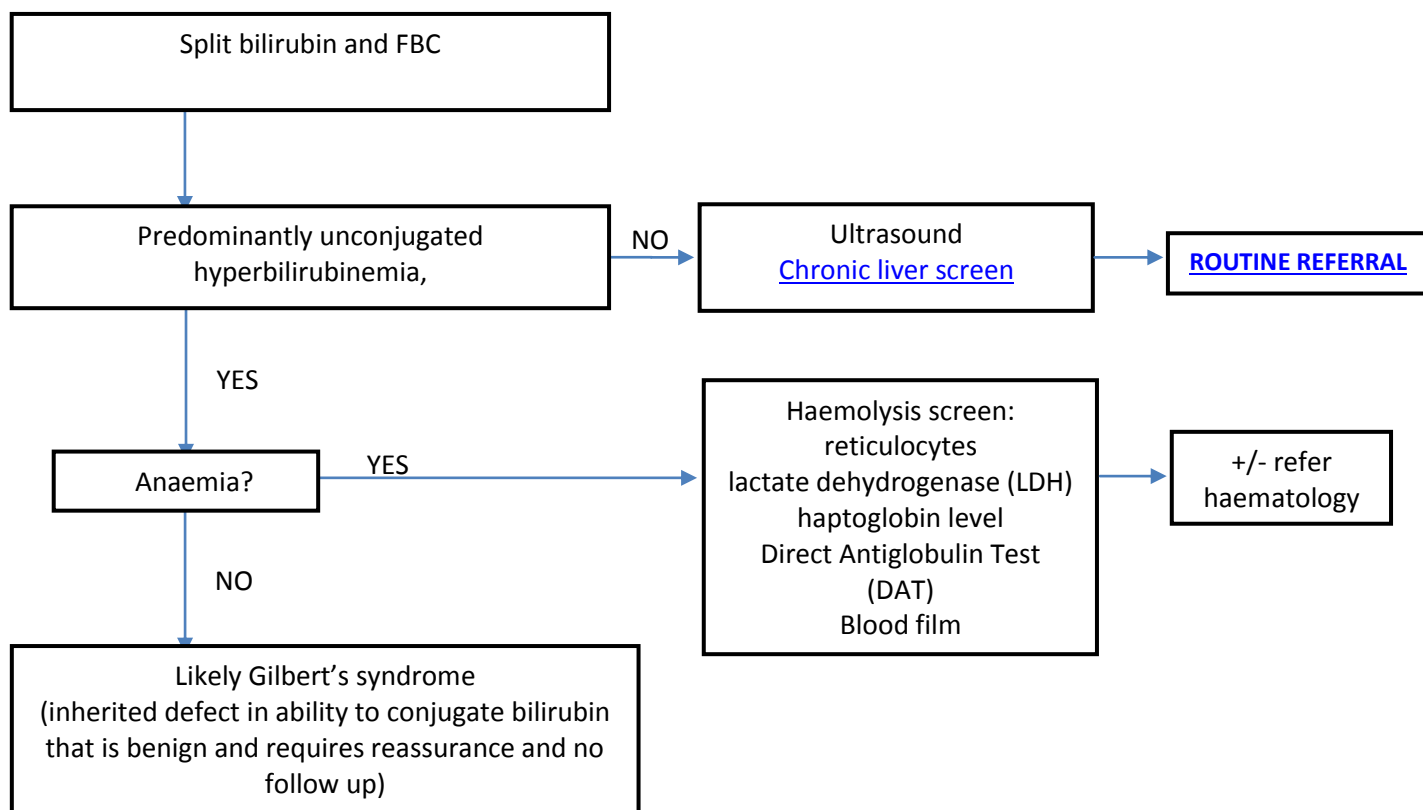 Split bilirubin and FBC
Predominantly unconjugated
hyperbilirubinemia,
NO
Ultrasound
Chronic liver screen
ROUTINE REFERRAL
YES
Anaemia?
YES
Haemolysis screen:
reticulocytes
lactate dehydrogenase (LDH)
haptoglobin level
Direct Antiglobulin Test
(DAT)
Blood film
+/- refer
haematology
NO
Likely Gilbert’s syndrome
(inherited defect in ability to conjugate bilirubin
that is benign and requires reassurance and no
follow up)